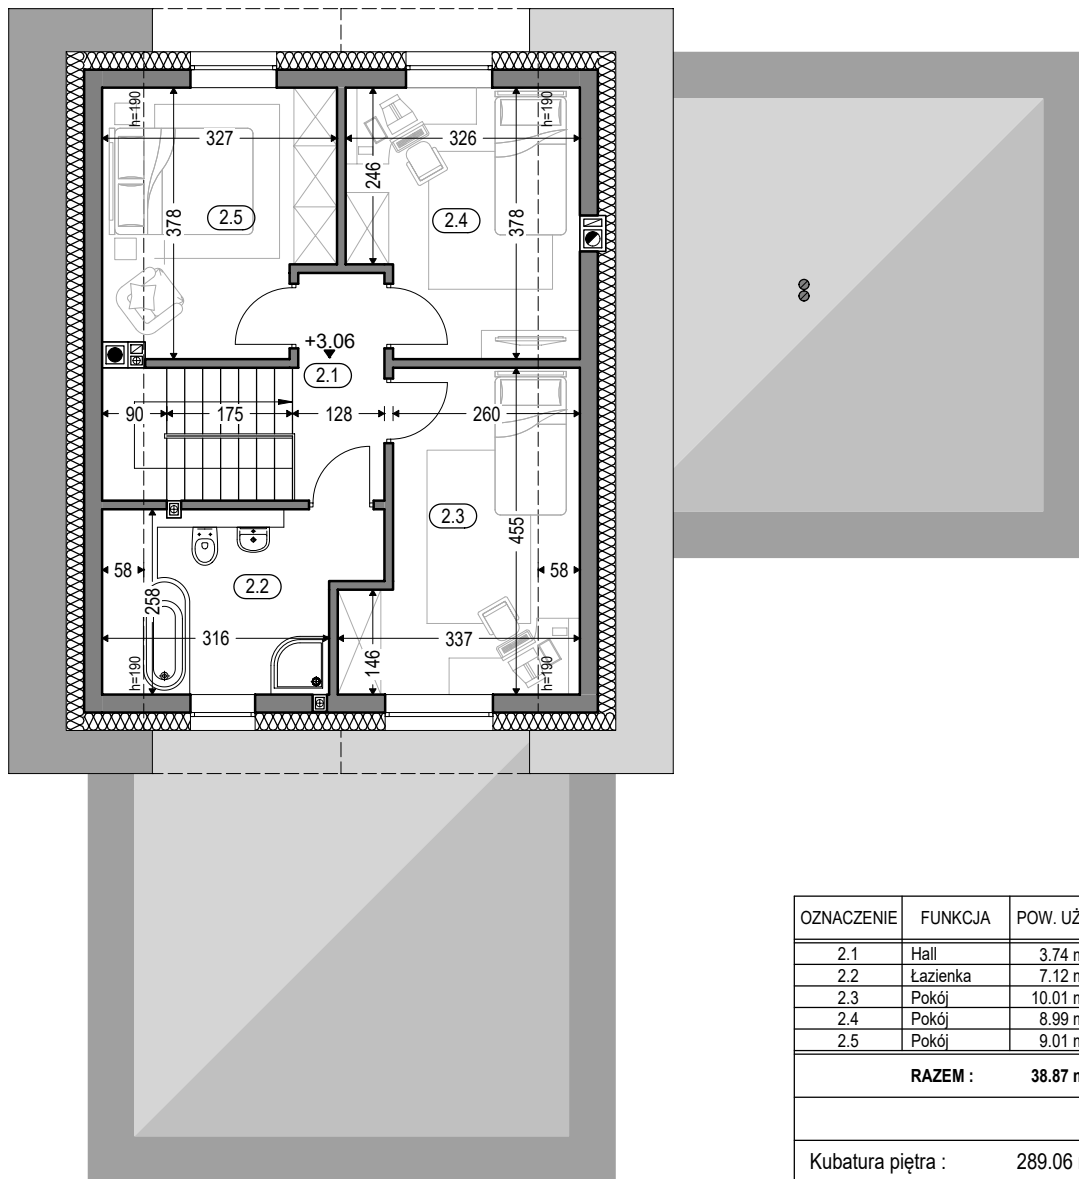 h=190
h=190
327
326
246
378
2.5
2.4
378
+3.06
2.1
90
175
128
260
2.3
455
58
2.2
258
58
316
337
146
h=190
h=190
OZNACZENIE FUNKCJA POW. UŻ
2.1 Hall 3.74 m
2.2 Łazienka 7.12 m
2.3 Pokój 10.01 m
2.4 Pokój 8.99 m
2.5 Pokój 9.01 m
RAZEM : 38.87 m
Kubatura piętra : 289.06